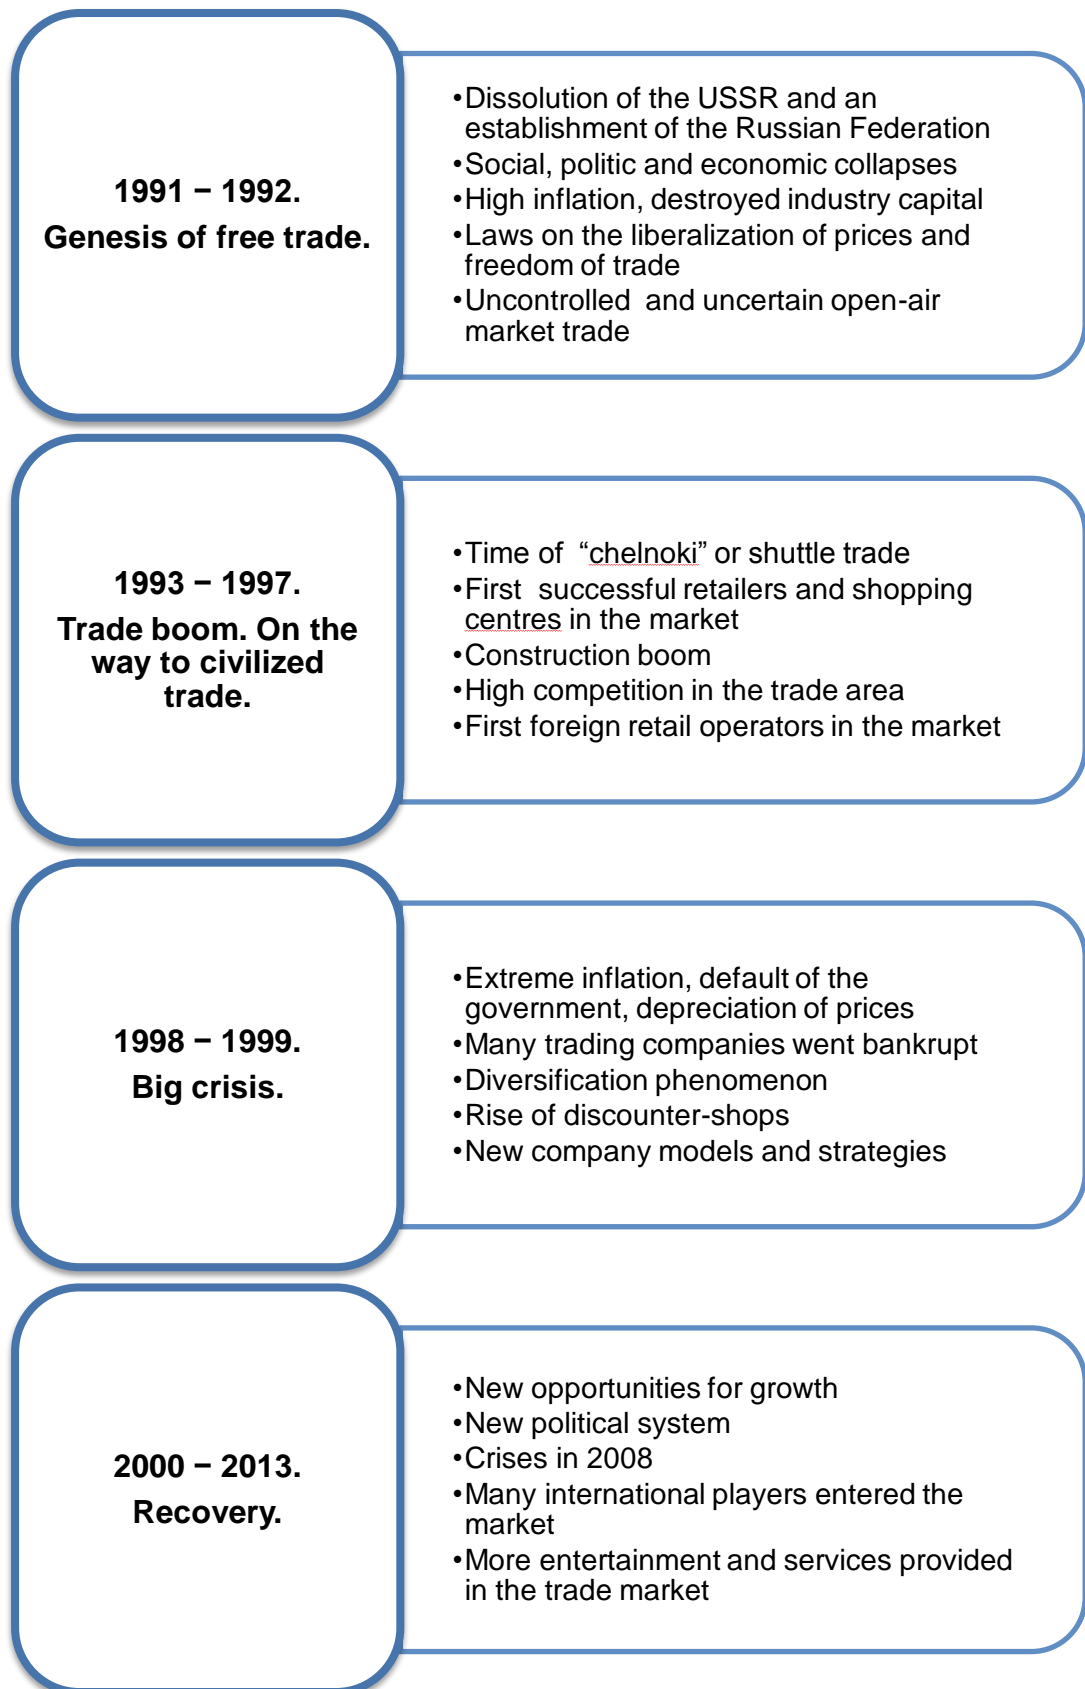 1991 – 1992.
Genesis of free trade.
•Dissolution of the USSR and an
establishment of the Russian Federation
•Social, politic and economic collapses
•High inflation, destroyed industry capital
•Laws on the liberalization of prices and
freedom of trade
•Uncontrolled  and uncertain open-air
market trade
1993 – 1997.
Trade boom. On the
way to civilized
trade.
•Time of  “chelnoki” or shuttle trade
•First  successful retailers and shopping
centres in the market
•Construction boom
•High competition in the trade area
•First foreign retail operators in the market
1998 – 1999.
Big crisis.
•Extreme inflation, default of the
government, depreciation of prices
•Many trading companies went bankrupt
•Diversification phenomenon
•Rise of discounter-shops
•New company models and strategies
2000 – 2013.
Recovery.
•New opportunities for growth
•New political system
•Crises in 2008
•Many international players entered the
market
•More entertainment and services provided
in the trade market